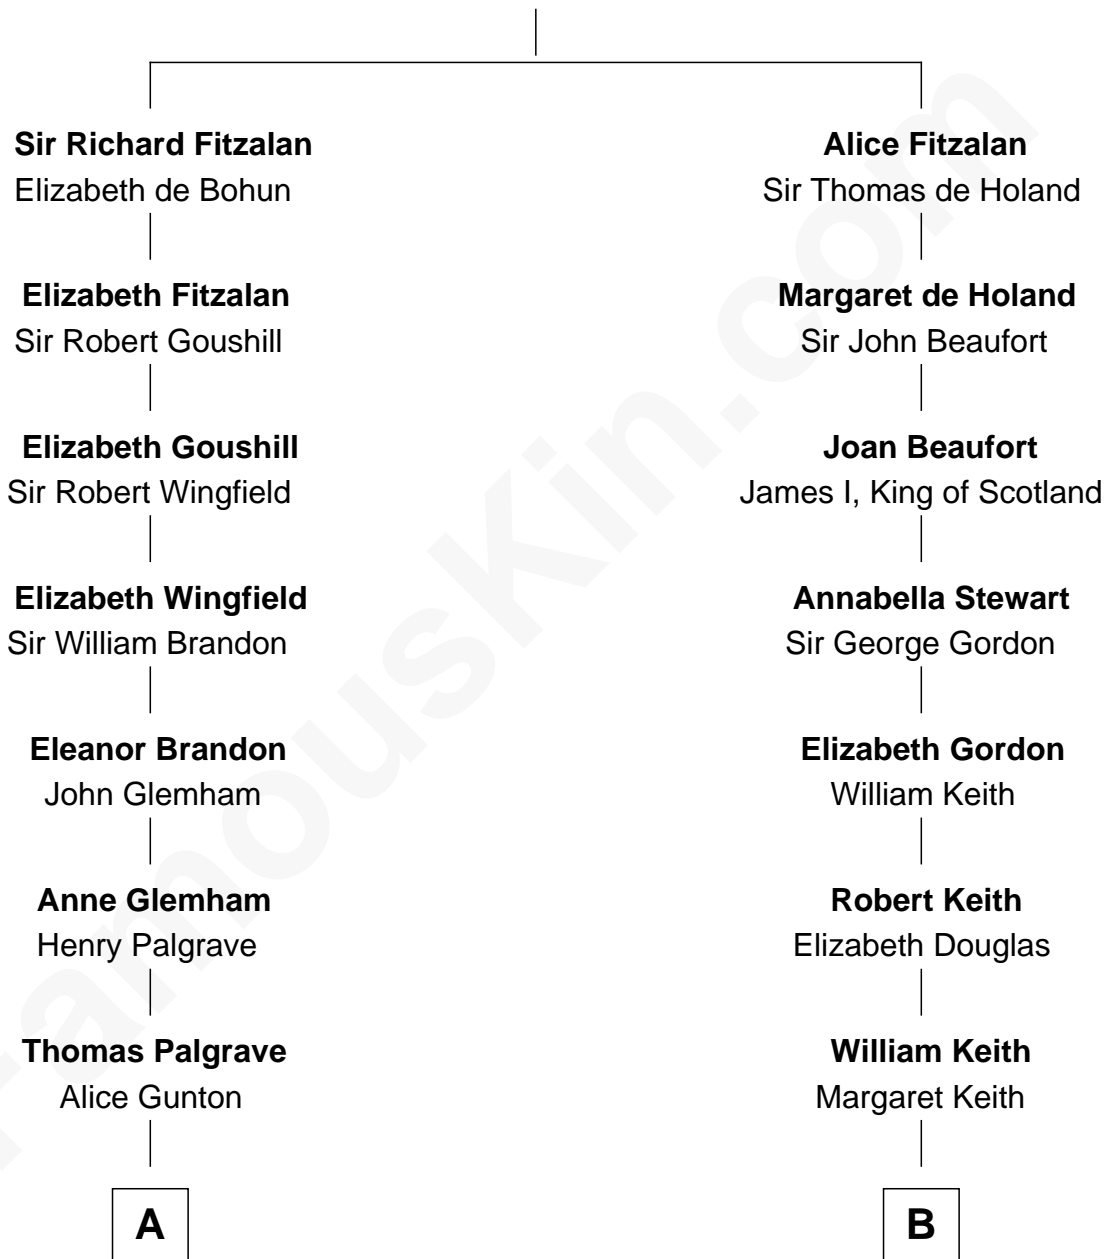 Sir Richard Fitzalan
Elizabeth de Bohun
Elizabeth Fitzalan
Sir Robert Goushill
Elizabeth Goushill
Sir Robert Wingfield
Elizabeth Wingfield
Sir William Brandon
Eleanor Brandon
John Glemham
Anne Glemham
Henry Palgrave
Thomas Palgrave
Alice Gunton
A
Alice Fitzalan
Sir Thomas de Holand
Margaret de Holand
Sir John Beaufort
Joan Beaufort
James I, King of Scotland
Annabella Stewart
Sir George Gordon
Elizabeth Gordon
William Keith
Robert Keith
Elizabeth Douglas
William Keith
Margaret Keith
B
FamousKin.com